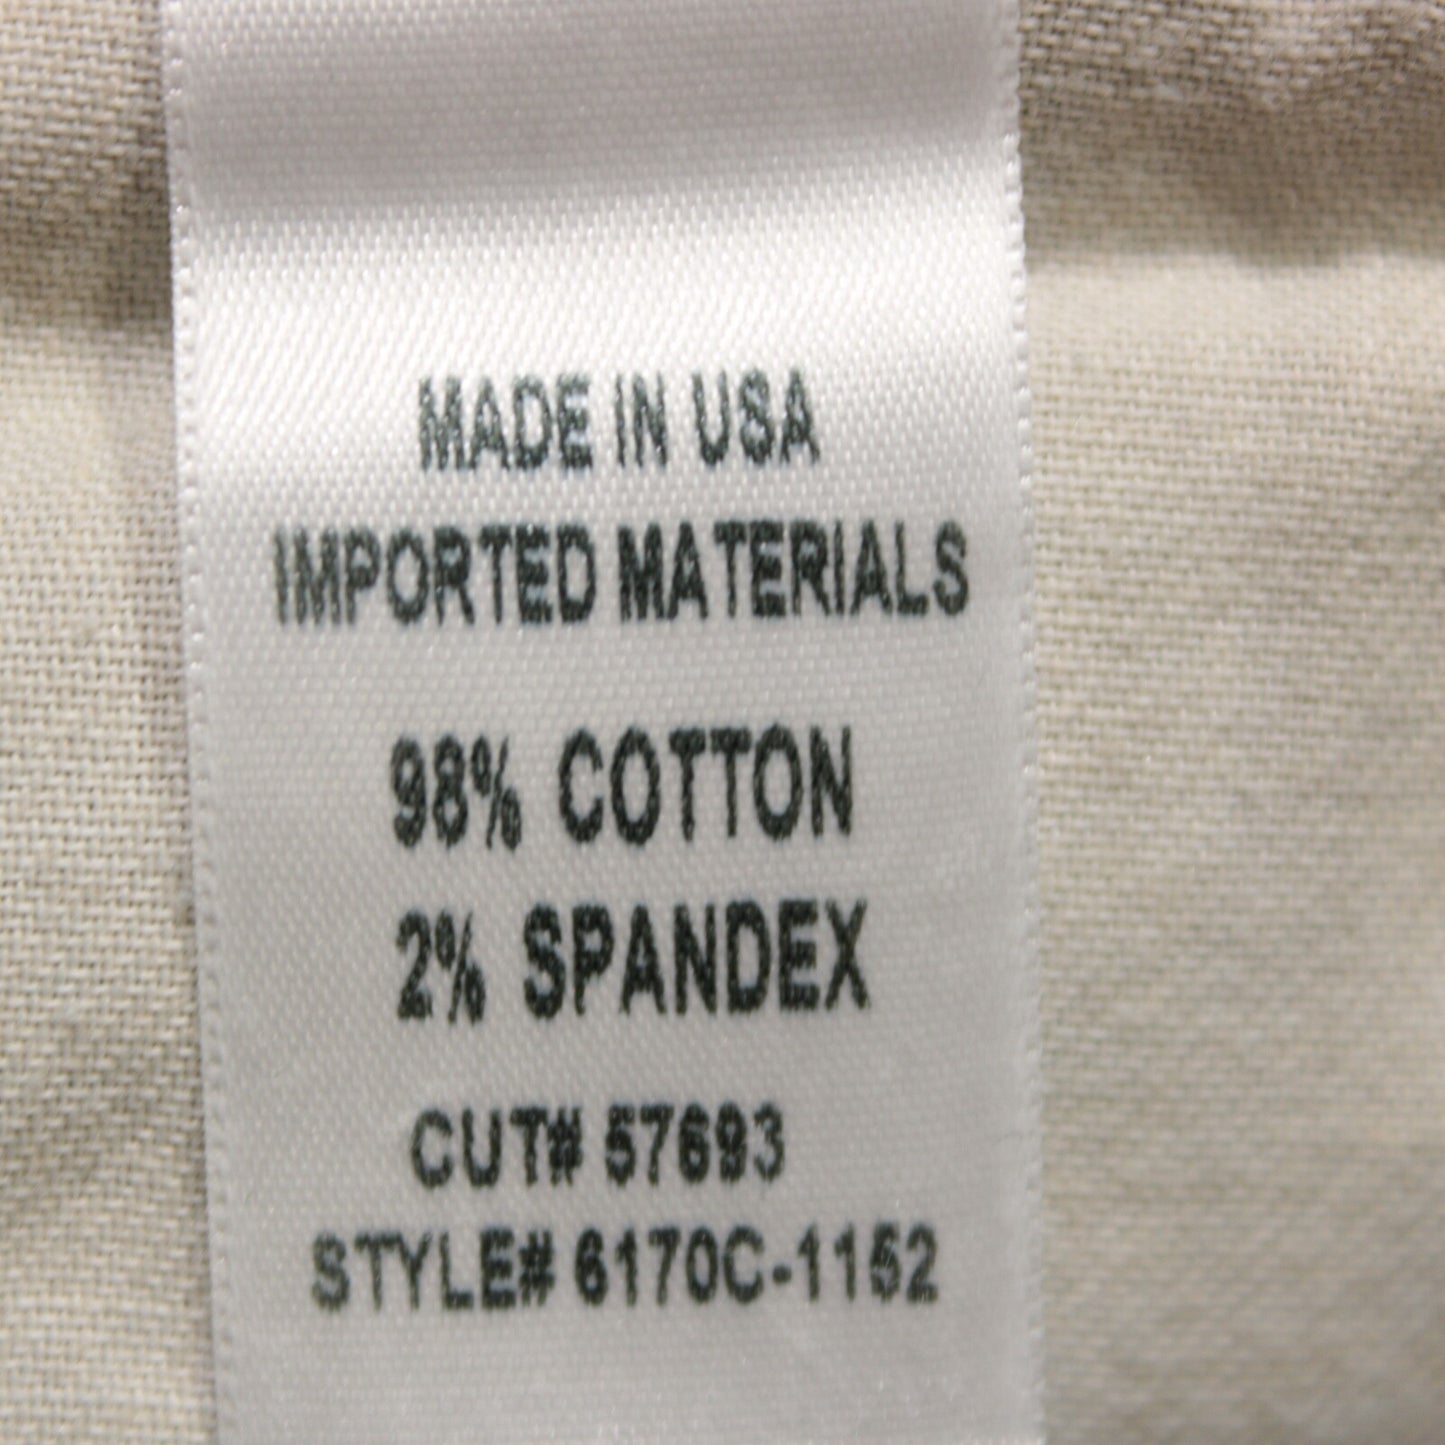 MADE IN USA
IMPORTED MATERIALS
98% COTTON
2% SPANDEX
CUT# 57693
STYLE# 6170C-1152